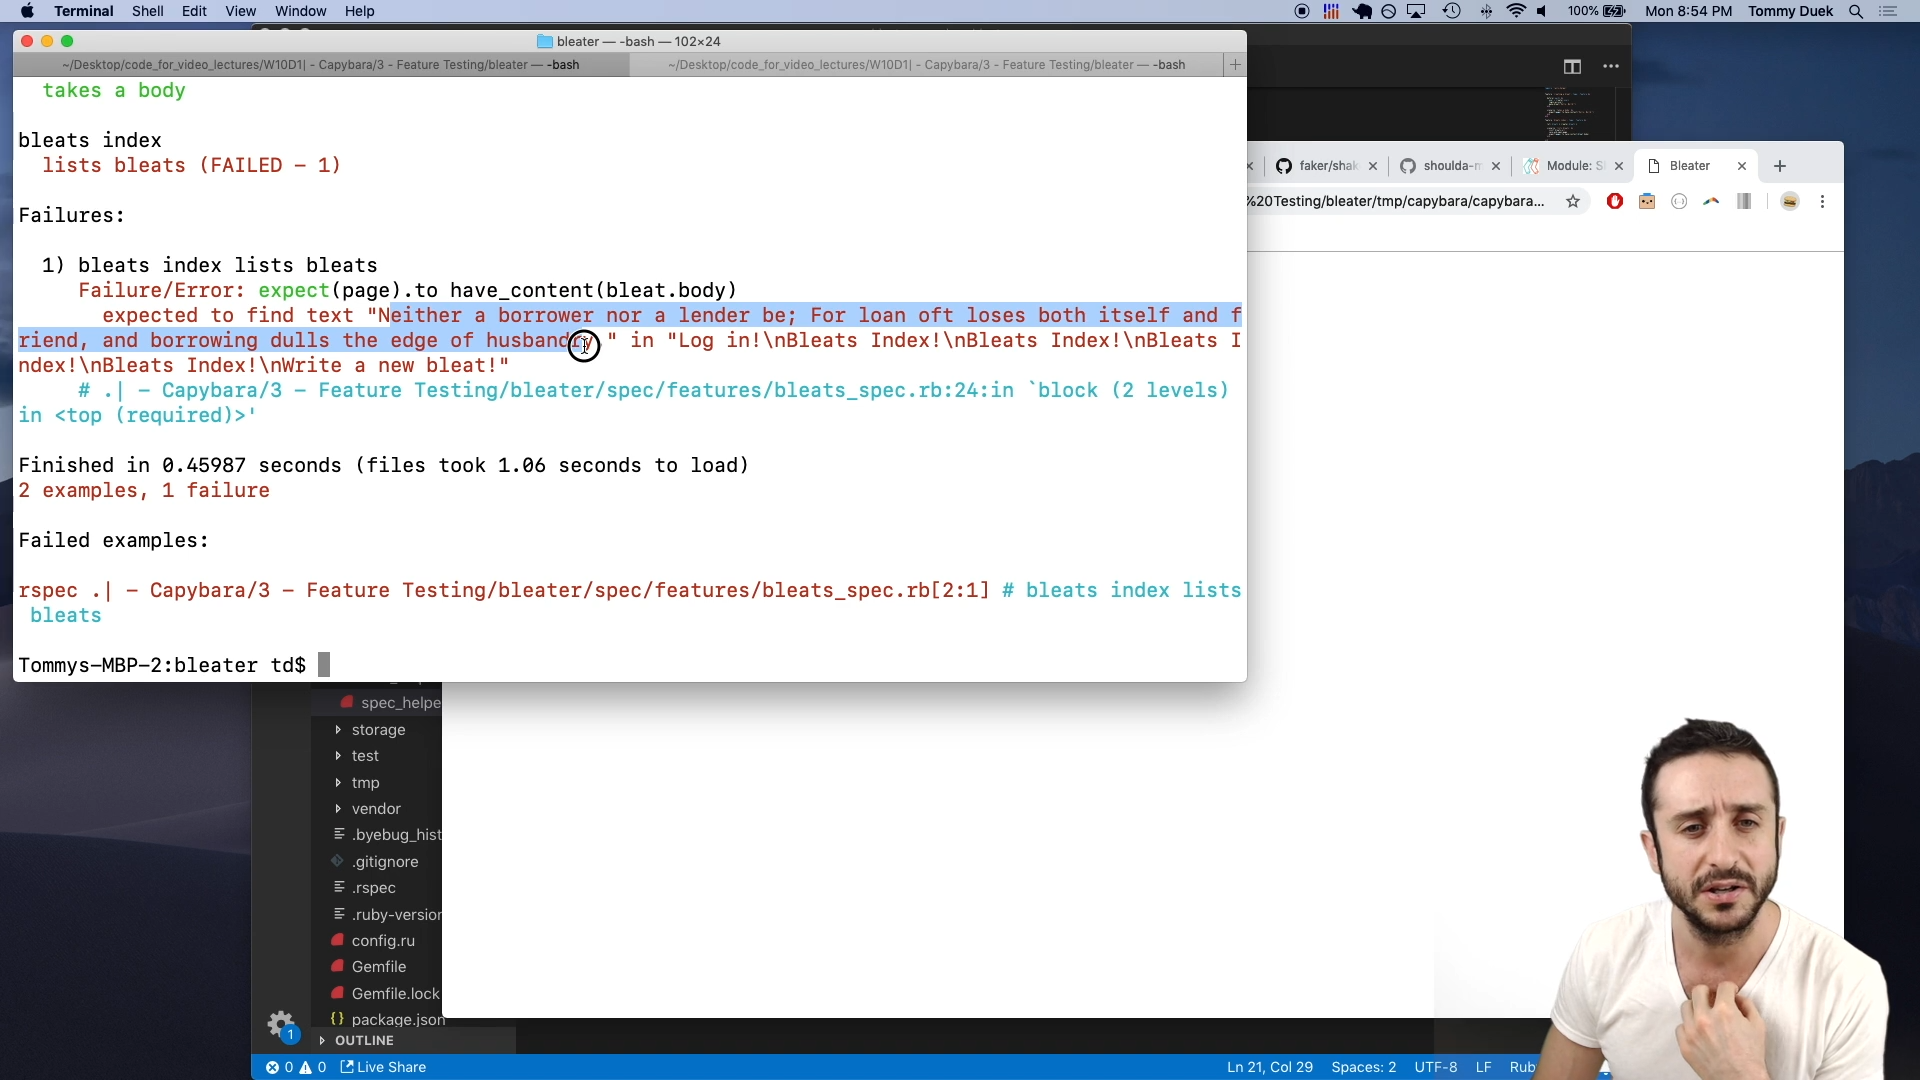 Terminal Shell Edit View Window Help 100% Mon 8:54 PM Tommy Duek
bleater — -bash — 102×24
~/Desktop/code_for_video_lectures/W10D1| - Capybara/3 - Feature Testing/bleater — -bash
~/Desktop/code_for_video_lectures/W10D1| - Capybara/3 - Feature Testing/bleater — -bash
takes a body
bleats index
lists bleats (FAILED - 1)
Failures:
1) bleats index lists bleats
Failure/Error: expect(page).to have_content(bleat.body)
expected to find text "Neither a borrower nor a lender be; For loan oft loses both itself and f
riend, and borrowing dulls the edge of husbandry." in "Log in!\nBleats Index!\nBleats Index!\nBleats I
ndex!\nBleats Index!\nWrite a new bleat!"
# .| - Capybara/3 - Feature Testing/bleater/spec/features/bleats_spec.rb:24:in `block (2 levels)
in <top (required)>'
Finished in 0.45987 seconds (files took 1.06 seconds to load)
2 examples, 1 failure
Failed examples:
rspec .| - Capybara/3 - Feature Testing/bleater/spec/features/bleats_spec.rb[2:1] # bleats index lists
bleats
Tommys-MBP-2:bleater td$
faker/shak
shoulda-m
Module: S
Bleater
%20Testing/bleater/tmp/capybara/capybara...
spec_helpe
storage
test
tmp
vendor
.byebug_hist
.gitignore
.rspec
.ruby-version
config.ru
Gemfile
Gemfile.lock
package.json
1
OUTLINE
0 0 Live Share Ln 21, Col 29 Spaces: 2 UTF-8 LF Rub